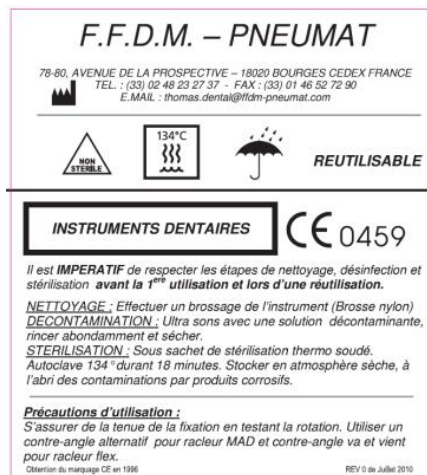 F.F.D.M. – PNEUMAT
78-80, AVENUE DE LA PROSPECTIVE – 18020 BOURGES CEDEX FRANCE
TEL. : (33) 02 48 23 27 37 - FAX : (33) 01 46 52 72 90
E.MAIL : thomas.dental@ffdm-pneumat.com
NON
STERILE
134°C
REUTILISABLE
INSTRUMENTS DENTAIRES
CE 0459
Il est IMPERATIF de respecter les étapes de nettoyage, désinfection et
stérilisation avant la 1ere utilisation et lors d'une réutilisation.
NETTOYAGE : Effectuer un brossage de l'instrument (Brosse nylon)
DECONTAMINATION : Ultra sons avec une solution décontaminante,
rincer abondamment et sécher.
STERILISATION : Sous sachet de stérilisation thermo soudé.
Autoclave 134 ° durant 18 minutes. Stocker en atmosphère sèche, à
l'abri des contaminations par produits corrosifs.
Précautions d'utilisation :
S'assurer de la tenue de la fixation en testant la rotation. Utiliser un
contre-angle alternatif pour racleur MAD et contre-angle va et vient
pour racleur flex.
Obtention du marquage CE en 1996
REV 0 de Juillet 2010